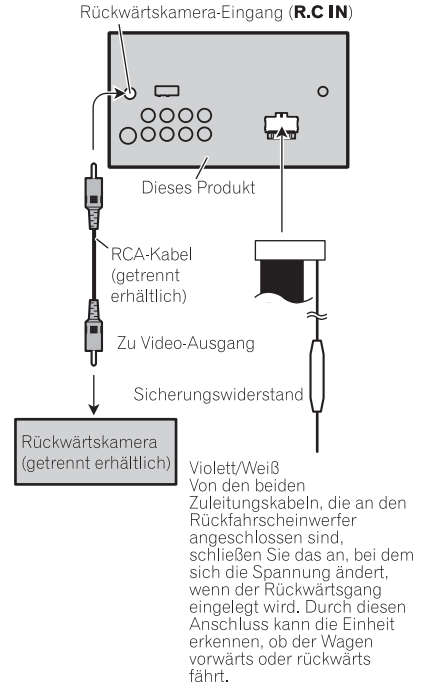 Rückwärtskamera-Eingang (R.C IN)
Dieses Produkt
RCA-Kabel
(getrennt
erhältlich)
Zu Video-Ausgang
Sicherungswiderstand
Rückwärtskamera
(getrennt erhältlich)
Violett/Weiß
Von den beiden
Zuleitungskabeln, die an den
Rückfahrscheinwerfer
angeschlossen sind,
schließen Sie das an, bei dem
sich die Spannung ändert,
wenn der Rückwärtsgang
eingelegt wird. Durch diesen
Anschluss kann die Einheit
erkennen, ob der Wagen
vorwärts oder rückwärts
fährt.